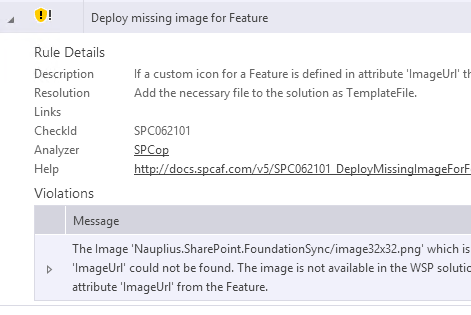 Deploy missing image for Feature
Rule Details
Description If a custom icon for a Feature is defined in attribute 'ImageUrl'
Resolution Add the necessary file to the solution as TemplateFile.
Links
CheckId SPC062101
Analyzer SPCop
Help http://docs.spcaf.com/v5/SPC062101_DeployMissingImageForF
Violations
Message
The Image 'Nauplius.SharePoint.FoundationSync/image32x32.png' which is
'ImageUrl' could not be found. The image is not available in the WSP
attribute 'ImageUrl' from the Feature.